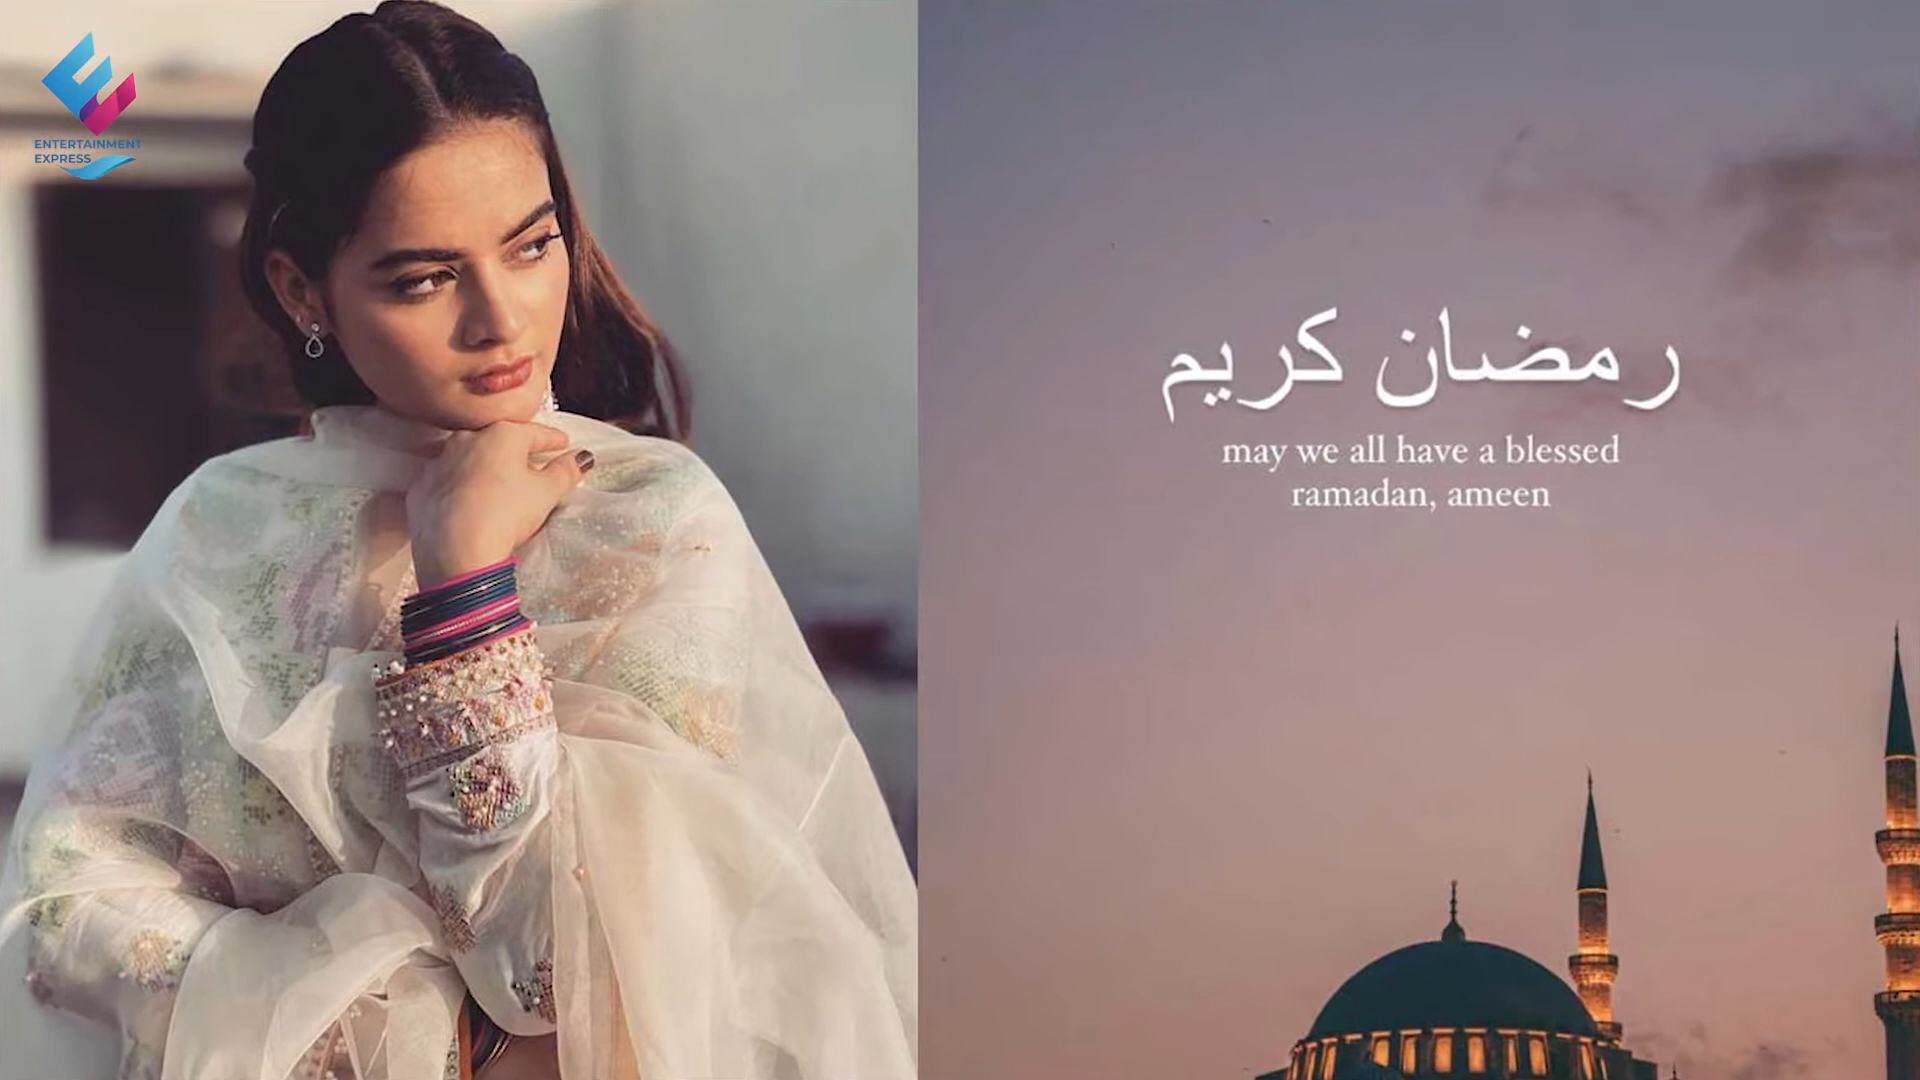 ENTERTAINMENT
EXPRESS
رمضان كريم
may we all have a blessed
ramadan, ameen